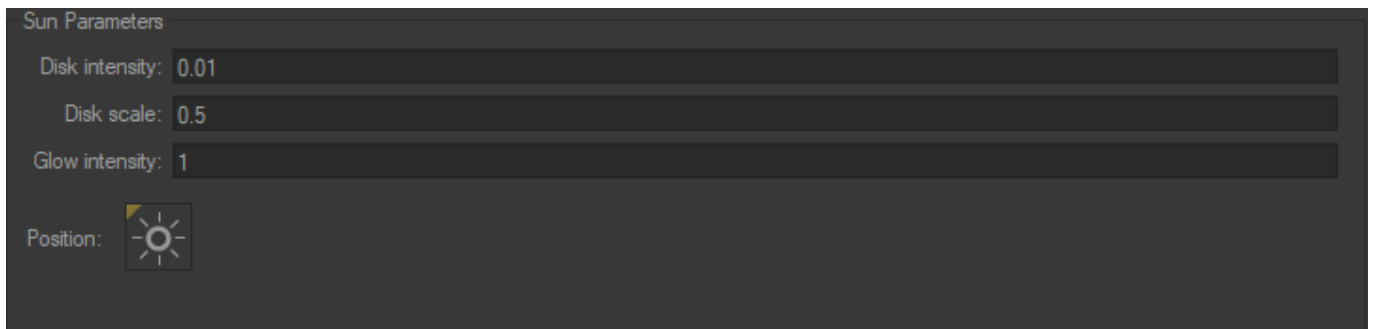 Sun Parameters
Disk intensity: 0.01
Disk scale: 0.5
Glow intensity: 1
Position: